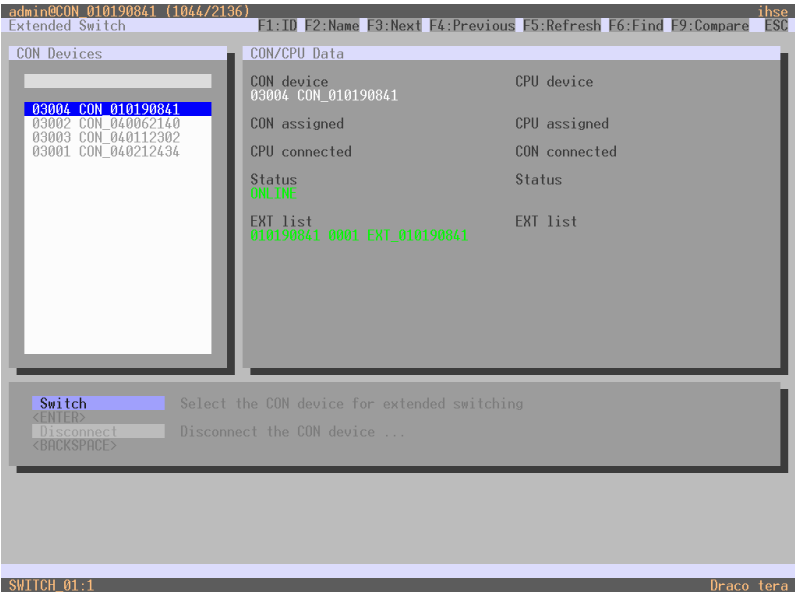 admin@CON_010190841 (1044/2136) ihse
Extended Switch F1:ID F2:Name F3:Next F4:Previous F5:Refresh F6:Find F9:Compare ESC
CON Devices
03004 CON_010190841
03002 CON_040062140
03003 CON_040112302
03001 CON_040212434
CON/CPU Data
CON device CPU device
03004 CON_010190841
CON assigned CPU assigned
CPU connected CON connected
Status Status
ONLINE
EXT list EXT list
010190841 0001 EXT_010190841
Switch Select the CON device for extended switching
<ENTER>
Disconnect Disconnect the CON device ...
<BACKSPACE>
SWITCH_01:1 Draco tera